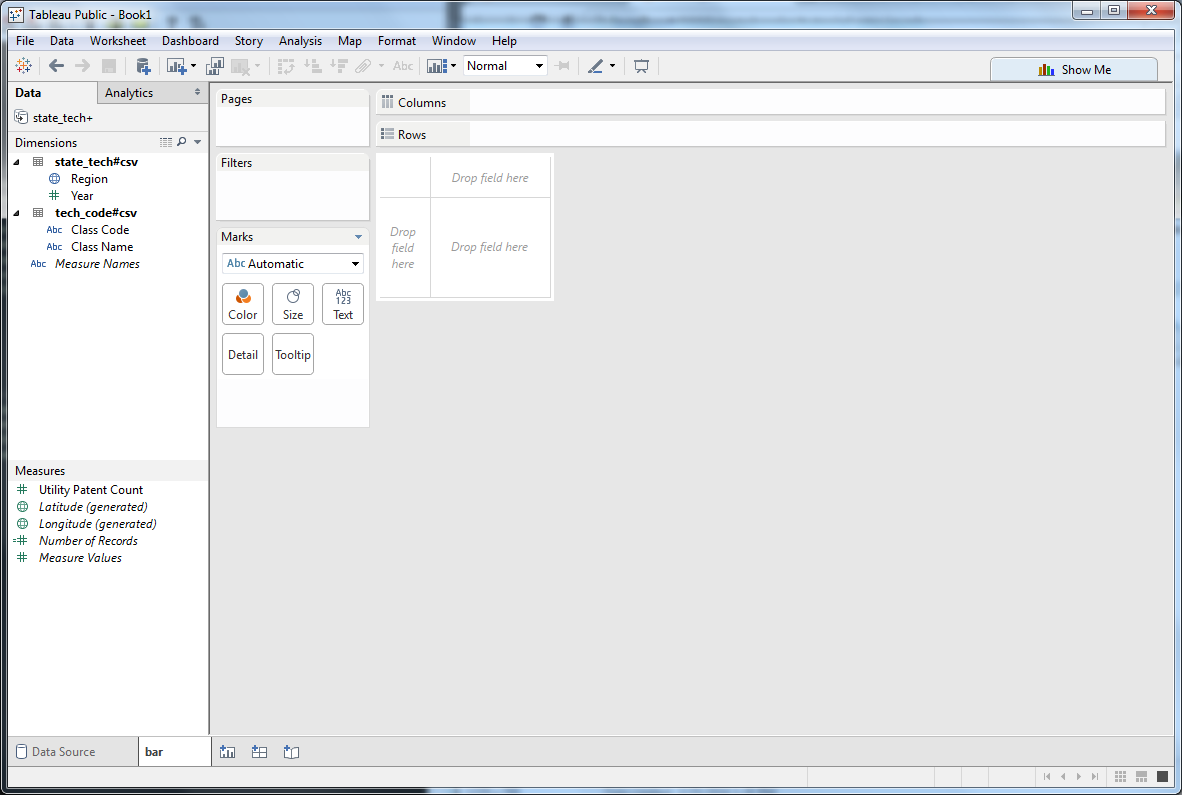 Tableau Public - Book1
File Data Worksheet Dashboard Story Analysis Map Format Window Help
Abc Normal Show Me
Data Analytics
state_tech+
Dimensions
state_tech#csv
Region
Year
tech_code#csv
Abc Class Code
Abc Class Name
Abc Measure Names
Measures
Utility Patent Count
Latitude (generated)
Longitude (generated)
=# Number of Records
Measure Values
Pages
Filters
Marks
Abc Automatic
Color Size Abc 123 Text
Detail Tooltip
Columns
Rows
Drop field here
Drop
field
here
Drop field here
Data Source bar